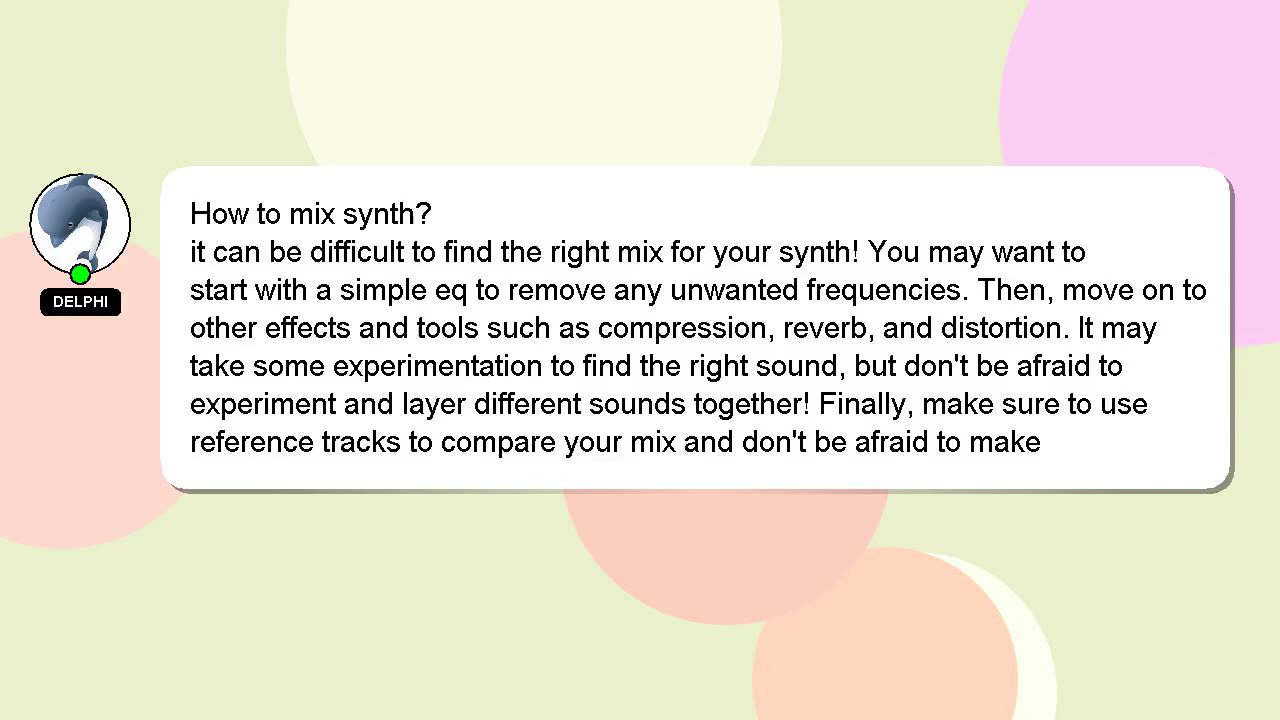 How to mix synth?
it can be difficult to find the right mix for your synth! You may want to
start with a simple eq to remove any unwanted frequencies. Then, move on to
other effects and tools such as compression, reverb, and distortion. It may
take some experimentation to find the right sound, but don't be afraid to
experiment and layer different sounds together! Finally, make sure to use
reference tracks to compare your mix and don't be afraid to make
DELPHI